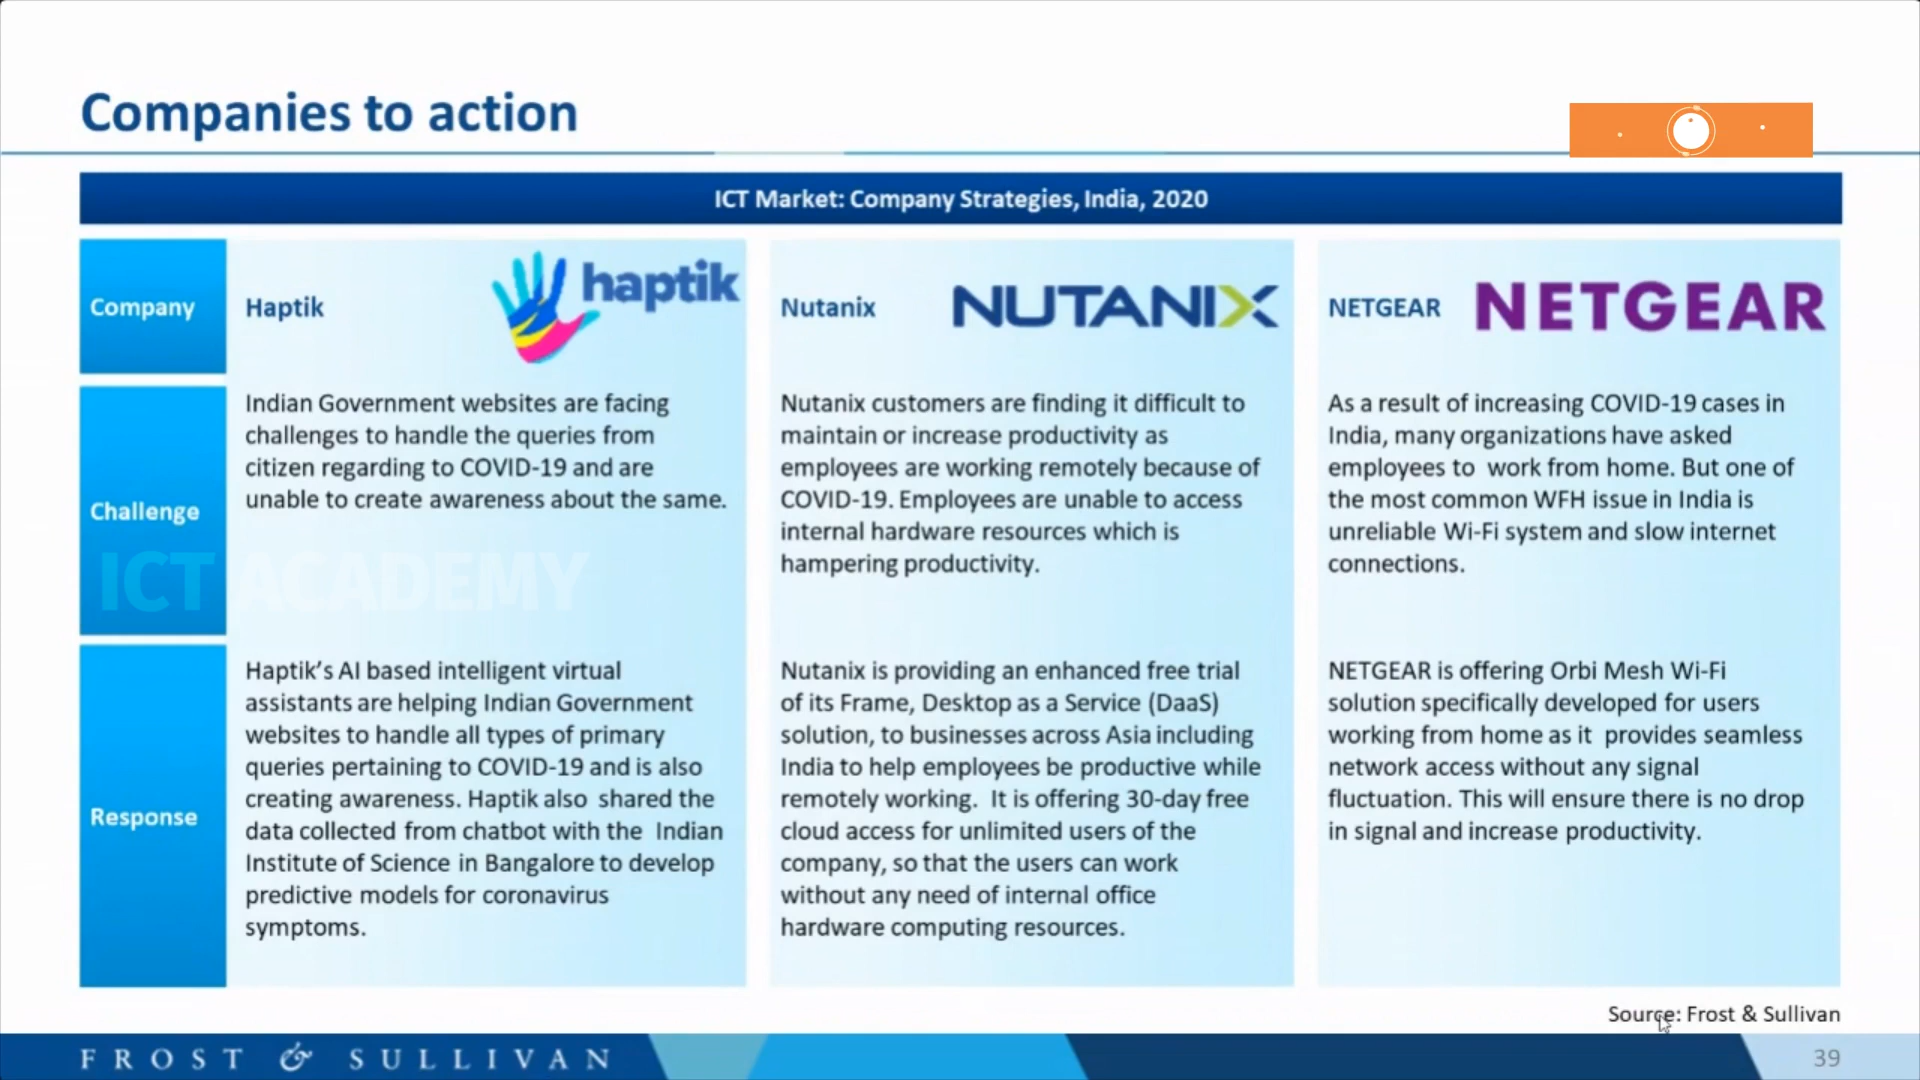 Companies to action
ICT Market: Company Strategies, India, 2020
Company
Haptik
haptik
Nutanix
NUTANIX
NETGEAR
NETGEAR
Challenge
Indian Government websites are facing
challenges to handle the queries from
citizen regarding to COVID-19 and are
unable to create awareness about the same.
Nutanix customers are finding it difficult to
maintain or increase productivity as
employees are working remotely because of
COVID-19. Employees are unable to access
internal hardware resources which is
hampering productivity.
As a result of increasing COVID-19 cases in
India, many organizations have asked
employees to work from home. But one of
the most common WFH issue in India is
unreliable Wi-Fi system and slow internet
connections.
ICT ACADEMY
Response
Haptik's AI based intelligent virtual
assistants are helping Indian Government
websites to handle all types of primary
queries pertaining to COVID-19 and is also
creating awareness. Haptik also shared the
data collected from chatbot with the Indian
Institute of Science in Bangalore to develop
predictive models for coronavirus
symptoms.
Nutanix is providing an enhanced free trial
of its Frame, Desktop as a Service (DaaS)
solution, to businesses across Asia including
India to help employees be productive while
remotely working. It is offering 30-day free
cloud access for unlimited users of the
company, so that the users can work
without any need of internal office
hardware computing resources.
NETGEAR is offering Orbi Mesh Wi-Fi
solution specifically developed for users
working from home as it provides seamless
network access without any signal
fluctuation. This will ensure there is no drop
in signal and increase productivity.
Source: Frost & Sullivan
FROST & SULLIVAN
39